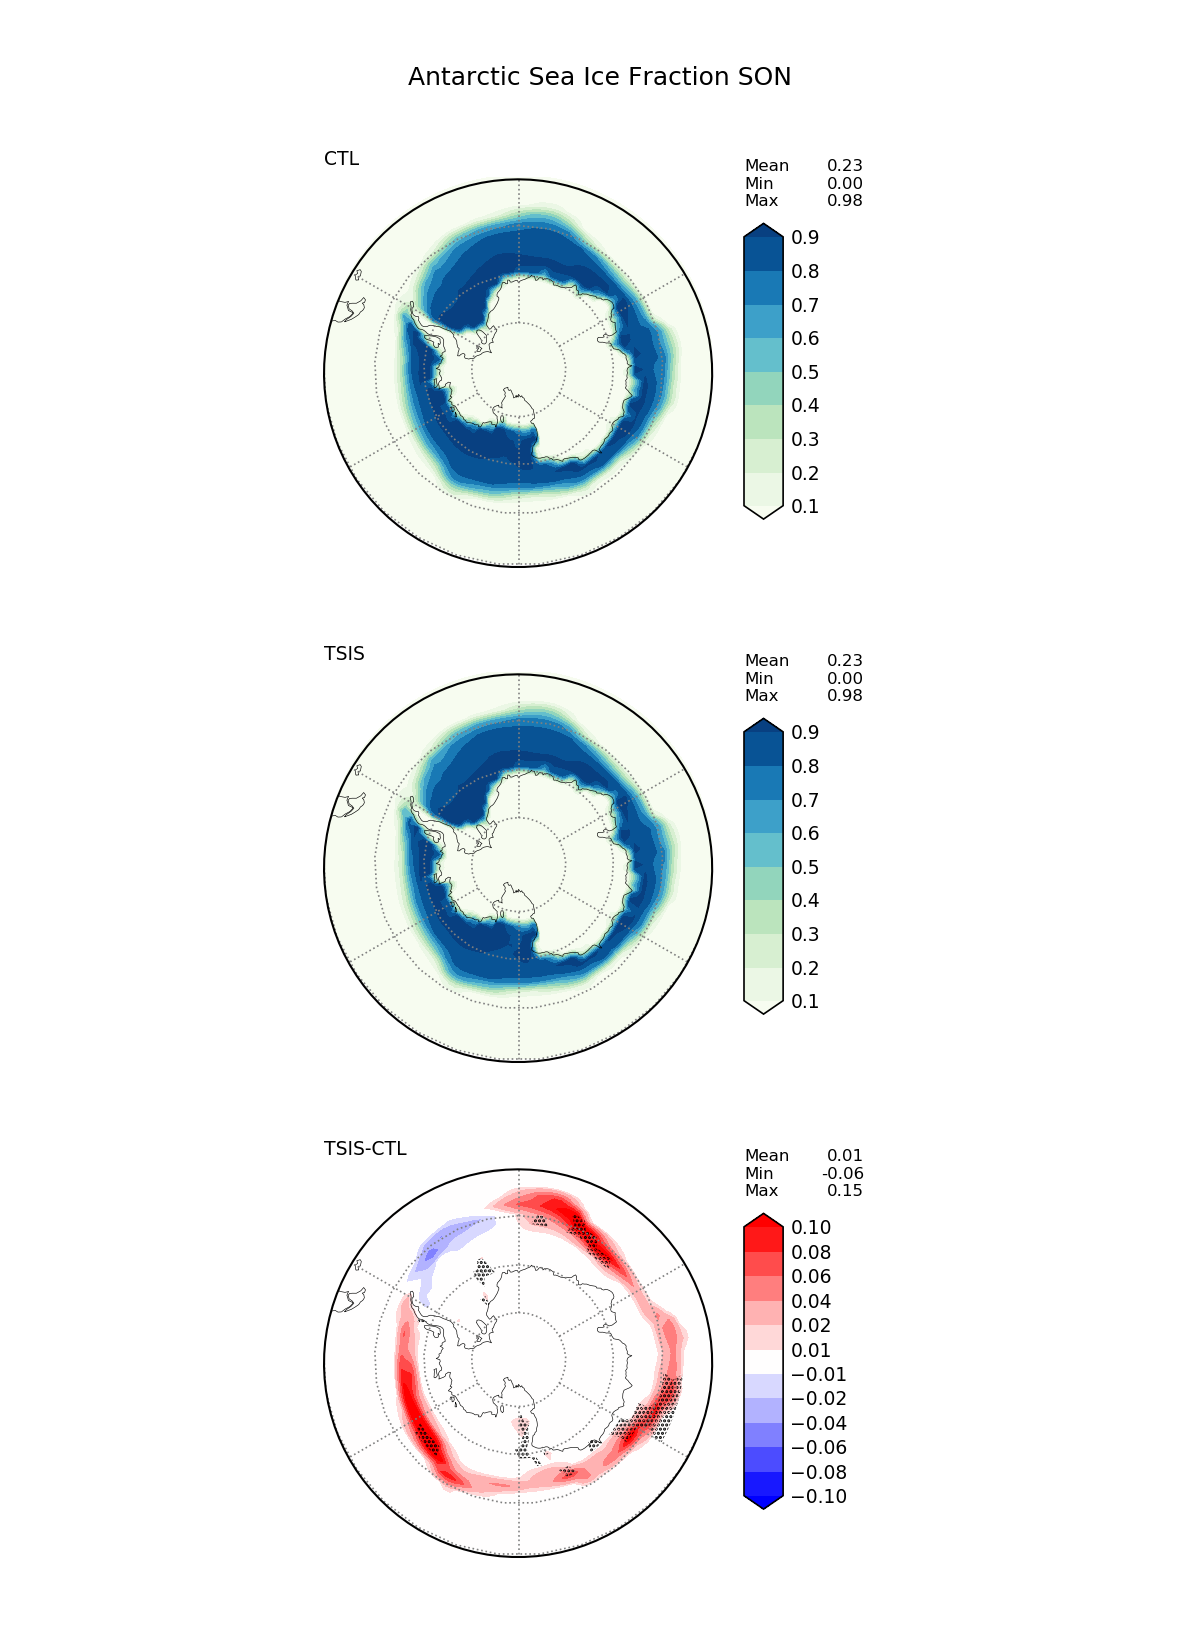 Antarctic Sea Ice Fraction SON
CTL
Mean 0.23
Min 0.00
Max 0.98
0.9
0.8
0.7
0.6
0.5
0.4
0.3
0.2
0.1
TSIS
Mean 0.23
Min 0.00
Max 0.98
0.9
0.8
0.7
0.6
0.5
0.4
0.3
0.2
0.1
TSIS-CTL
Mean 0.01
Min -0.06
Max 0.15
0.10
0.08
0.06
0.04
0.02
0.01
−0.01
−0.02
−0.04
−0.06
−0.08
−0.10